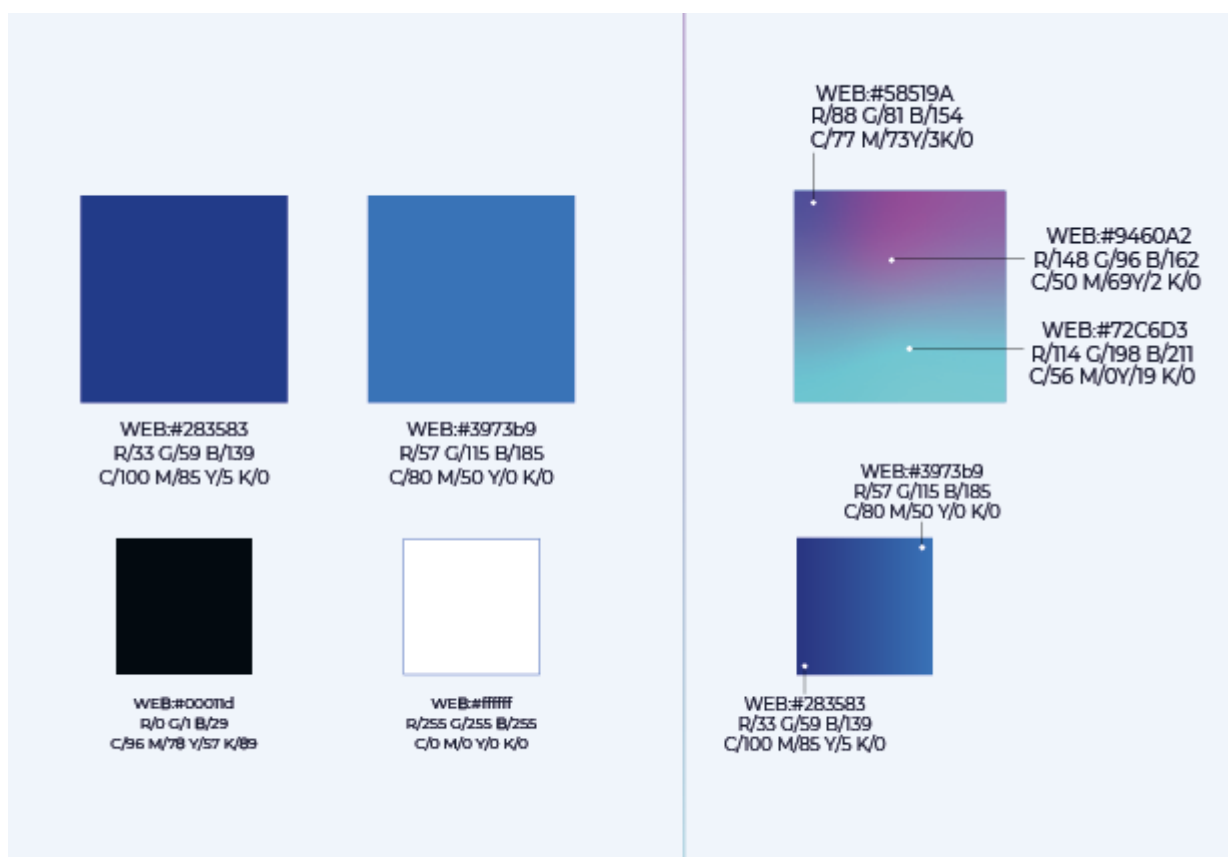 WEB:#283583
R/33 G/59 B/139
C/100 M/85 Y/5 K/0
WEB:#3973b9
R/57 G/115 B/185
C/80 M/50 Y/0 K/0
WEB:#00011d
R/0 G/1 B/29
C/96 M/78 Y/57 K/89
WEB:#ffffff
R/255 G/255 B/255
C/0 M/0 Y/0 K/0
WEB:#58519A
R/88 G/81 B/154
C/77 M/73Y/3K/0
WEB:#9460A2
R/148 G/96 B/162
C/50 M/69Y/2 K/0
WEB:#72C6D3
R/114 G/198 B/211
C/56 M/0Y/19 K/0
WEB:#3973b9
R/57 G/115 B/185
C/80 M/50 Y/0 K/0
WEB:#283583
R/33 G/59 B/139
C/100 M/85 Y/5 K/0